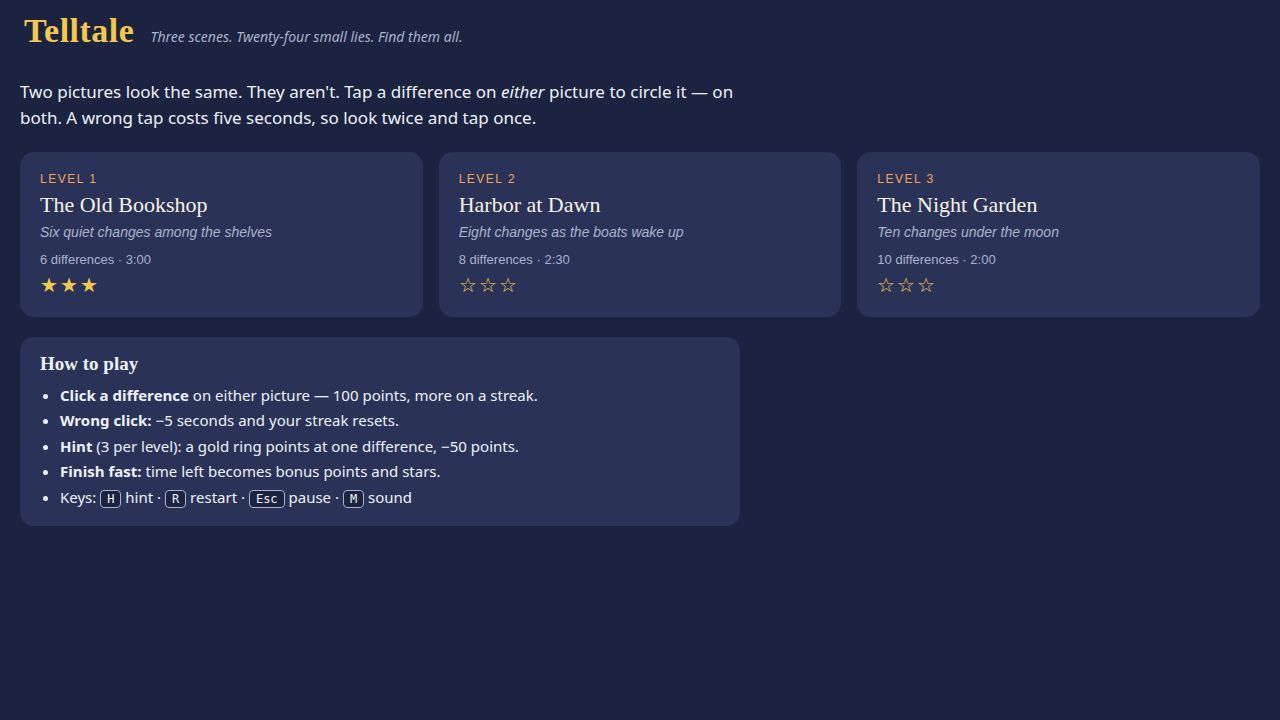 Telltale
Three scenes. Twenty-four small lies. Find them all.
Two pictures look the same. They aren't. Tap a difference on either picture to circle it — on
both. A wrong tap costs five seconds, so look twice and tap once.
LEVEL 1
The Old Bookshop
Six quiet changes among the shelves
6 differences · 3:00
★★★
LEVEL 2
Harbor at Dawn
Eight changes as the boats wake up
8 differences · 2:30
☆☆☆
LEVEL 3
The Night Garden
Ten changes under the moon
10 differences · 2:00
☆☆☆
How to play
• Click a difference on either picture — 100 points, more on a streak.
• Wrong click: −5 seconds and your streak resets.
• Hint (3 per level): a gold ring points at one difference, −50 points.
• Finish fast: time left becomes bonus points and stars.
• Keys: H hint · R restart · Esc pause · M sound